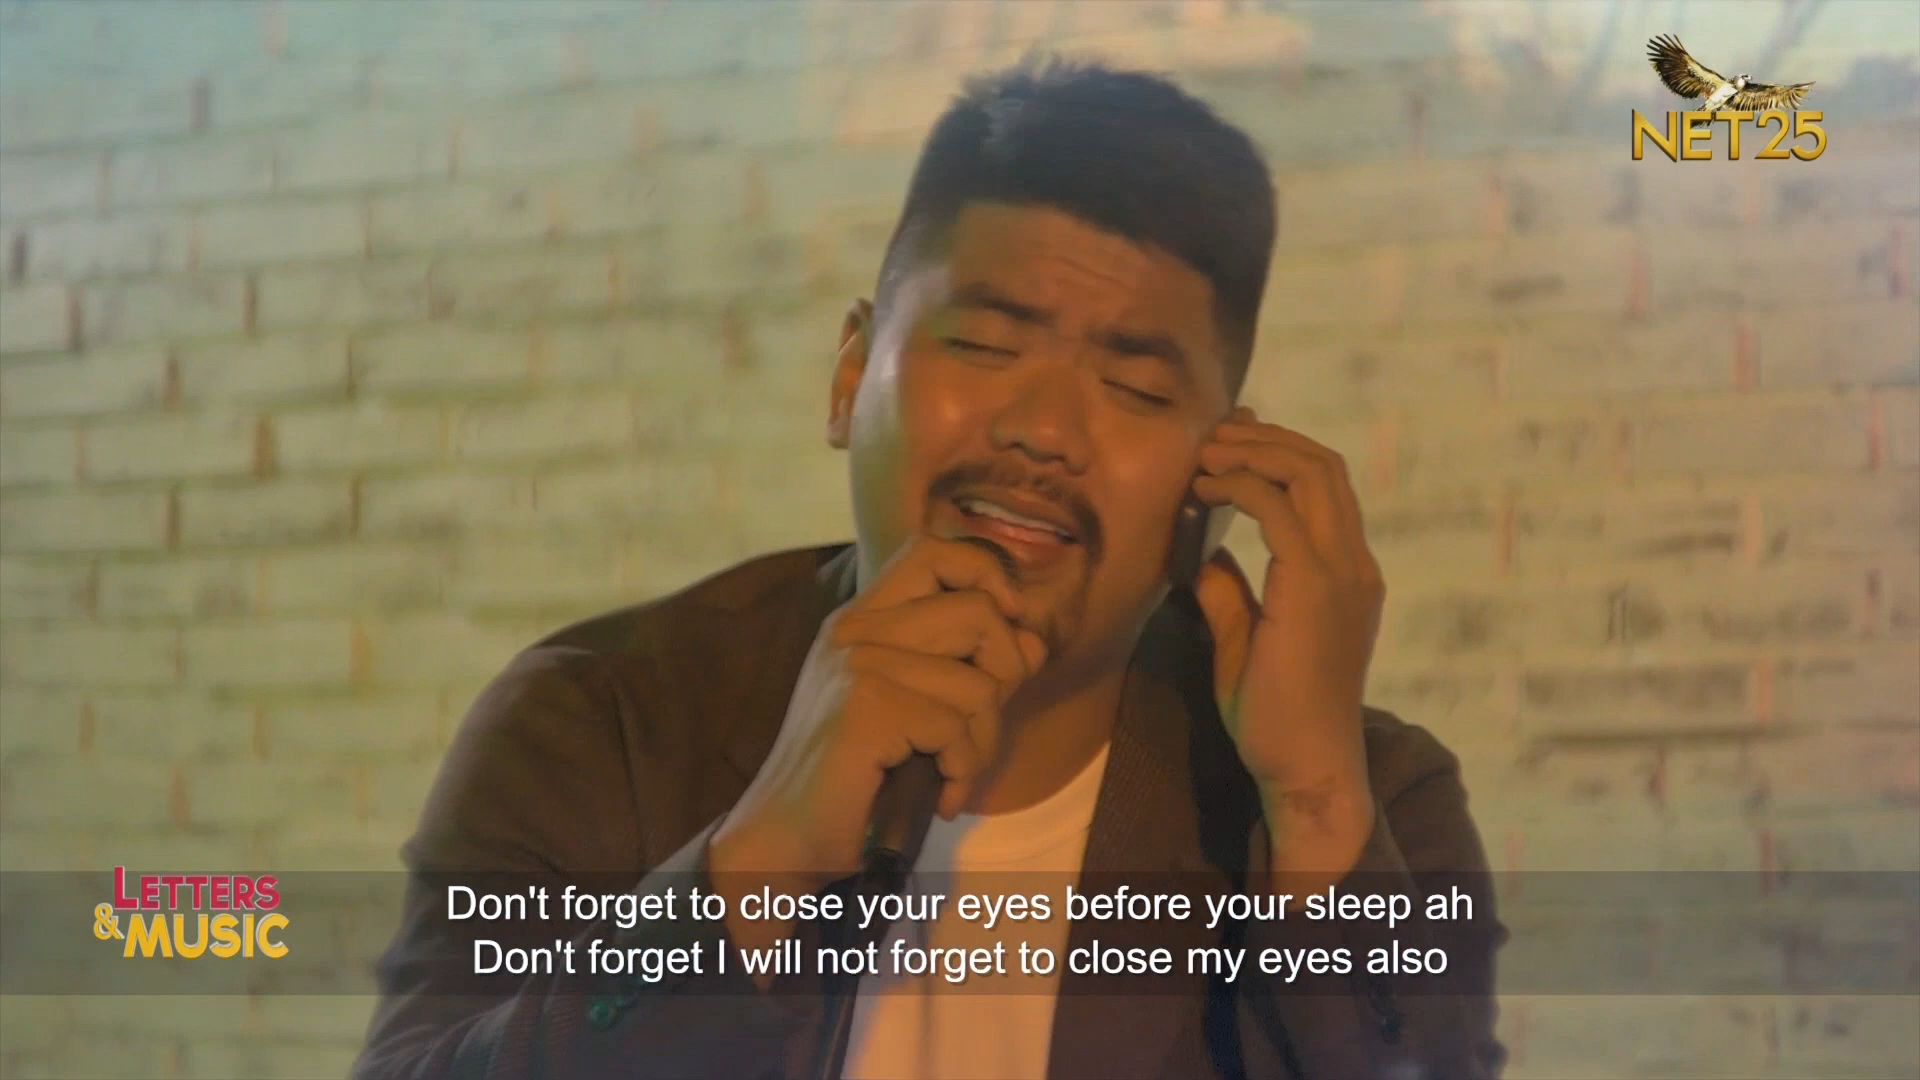 NET25
LETTERS
& MUSIC
Don't forget to close your eyes before your sleep ah
Don't forget I will not forget to close my eyes also